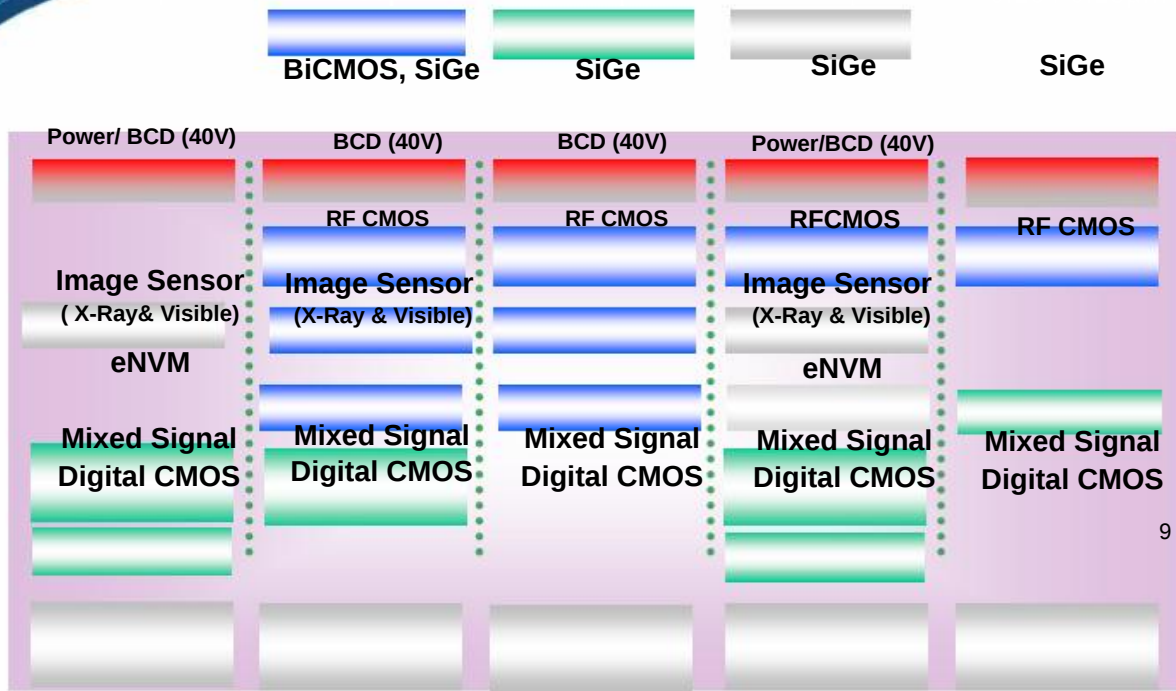 BiCMOS, SiGe
SiGe
SiGe
SiGe
Power/ BCD (40V)
BCD (40V)
BCD (40V)
Power/BCD (40V)
RF CMOS
RF CMOS
RFCMOS
RF CMOS
Image Sensor
( X-Ray& Visible)
Image Sensor
(X-Ray & Visible)
Image Sensor
(X-Ray & Visible)
eNVM
eNVM
Mixed Signal
Digital CMOS
Mixed Signal
Digital CMOS
Mixed Signal
Digital CMOS
Mixed Signal
Digital CMOS
Mixed Signal
Digital CMOS
9